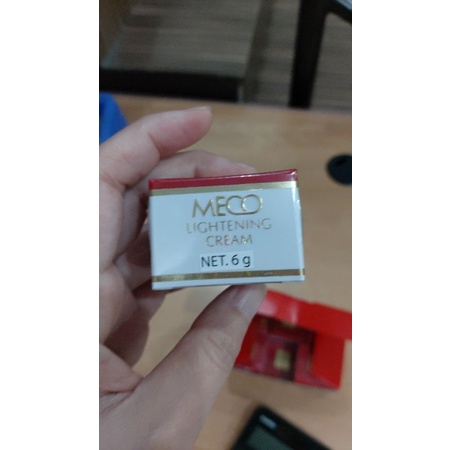 MECO
LIGHTENING
CREAM
NET. 6 g